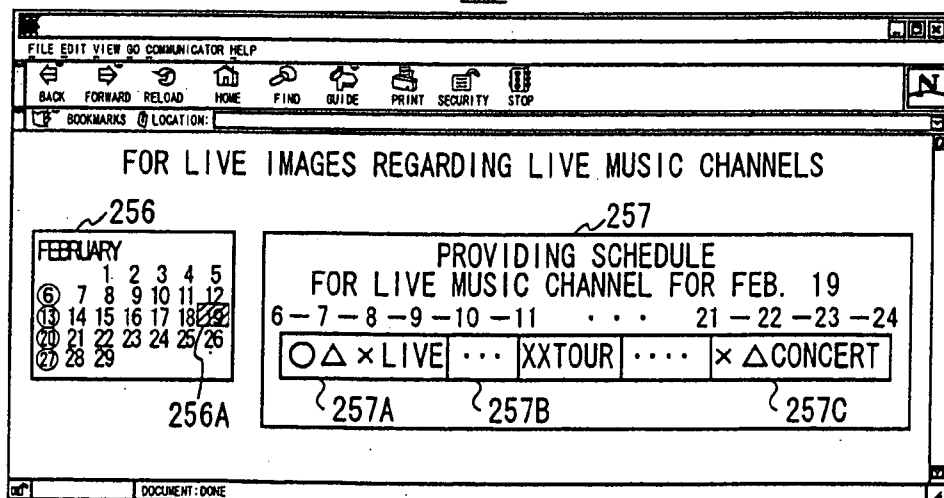 FILE EDIT VIEW GO COMMUNICATOR HELP
BACK FORWARD RELOAD HOME FIND GUIDE PRINT SECURITY STOP
N
BOOKMARKS LOCATION:
FOR LIVE IMAGES REGARDING LIVE MUSIC CHANNELS
256
FEBRUARY
1 2 3 4 5
6 7 8 9 10 11 12
13 14 15 16 17 18 19
20 21 22 23 24 25 26
27 28 29
256A
257
PROVIDING SCHEDULE
FOR LIVE MUSIC CHANNEL FOR FEB. 19
6-7-8-9-10-11 ··· 21-22-23-24
○△×LIVE ··· XXTOUR ···· ×△CONCERT
257A 257B 257C
DOCUMENT:DONE